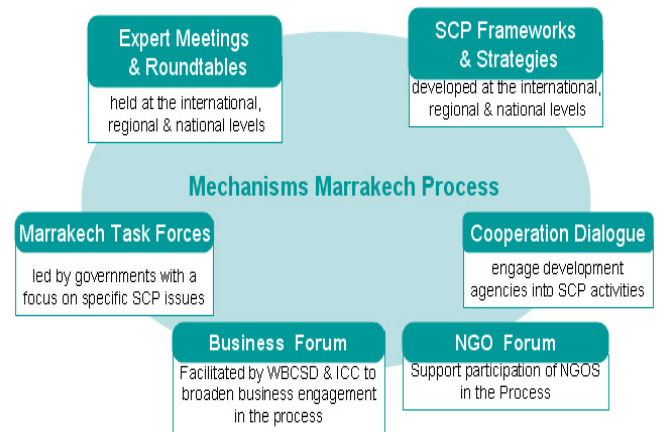 Expert Meetings
& Roundtables
held at the international,
regional & national levels
SCP Frameworks
& Strategies
developed at the international,
regional & national levels
Mechanisms Marrakech Process
Marrakech Task Forces
led by governments with a
focus on specific SCP issues
Cooperation Dialogue
engage development
agencies into SCP activities
Business Forum
Facilitated by WBCSD & ICC to
broaden business engagement
in the process
NGO Forum
Support participation of NGOS
in the Process